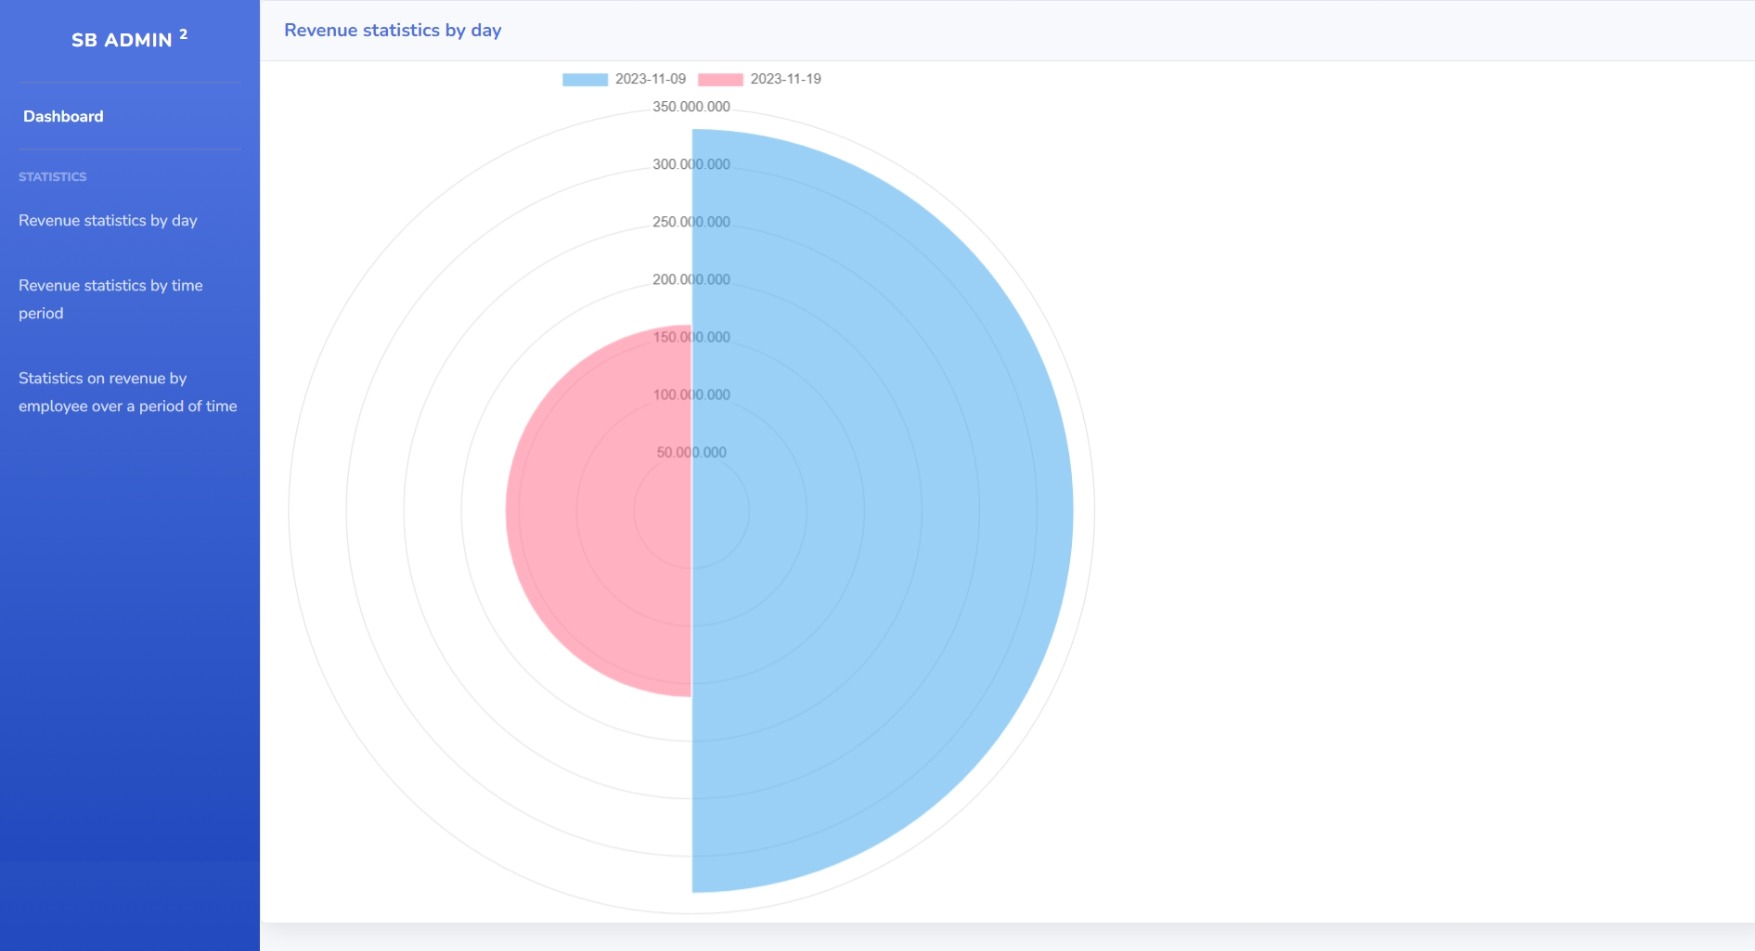 SB ADMIN 2
Dashboard
STATISTICS
Revenue statistics by day
Revenue statistics by time
period
Statistics on revenue by
employee over a period of time
Revenue statistics by day
2023-11-09 2023-11-19
350.000.000
300.000.000
250.000.000
200.000.000
150.000.000
100.000.000
50.000.000